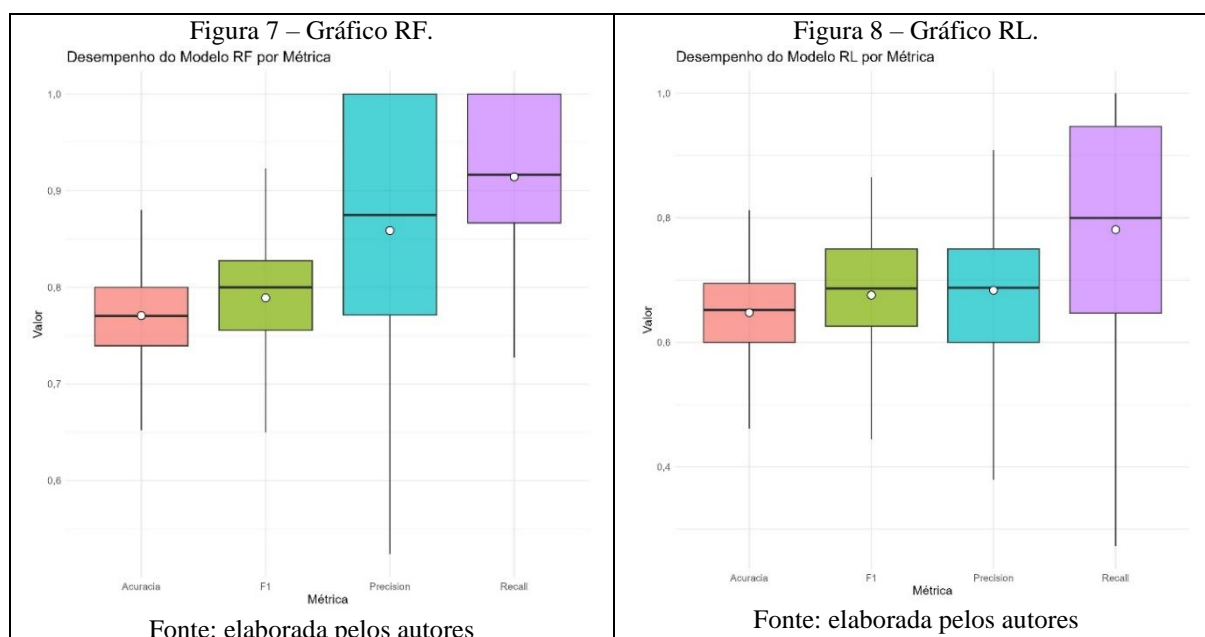 Figura 7 – Gráfico RF.
Desempenho do Modelo RF por Métrica
1,0
0,9
0,8
0,7
0,6
Valor
Acuracia
F1
Precision
Recall
Métrica
Fonte: elaborada pelos autores
Figura 8 – Gráfico RL.
Desempenho do Modelo RL por Métrica
1,0
0,8
0,6
0,4
Valor
Acuracia
F1
Precision
Recall
Métrica
Fonte: elaborada pelos autores